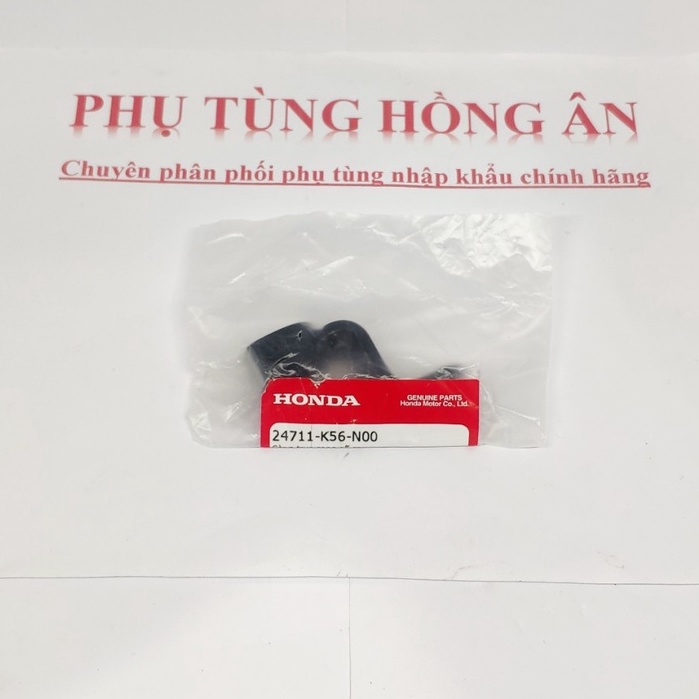 PHỤ TÙNG HỒNG ÂN
Chuyên phân phối phụ tùng nhập khẩu chính hãng
HONDA
GENUINE PARTS
Honda Motor Co., Ltd.
24711-K56-N00